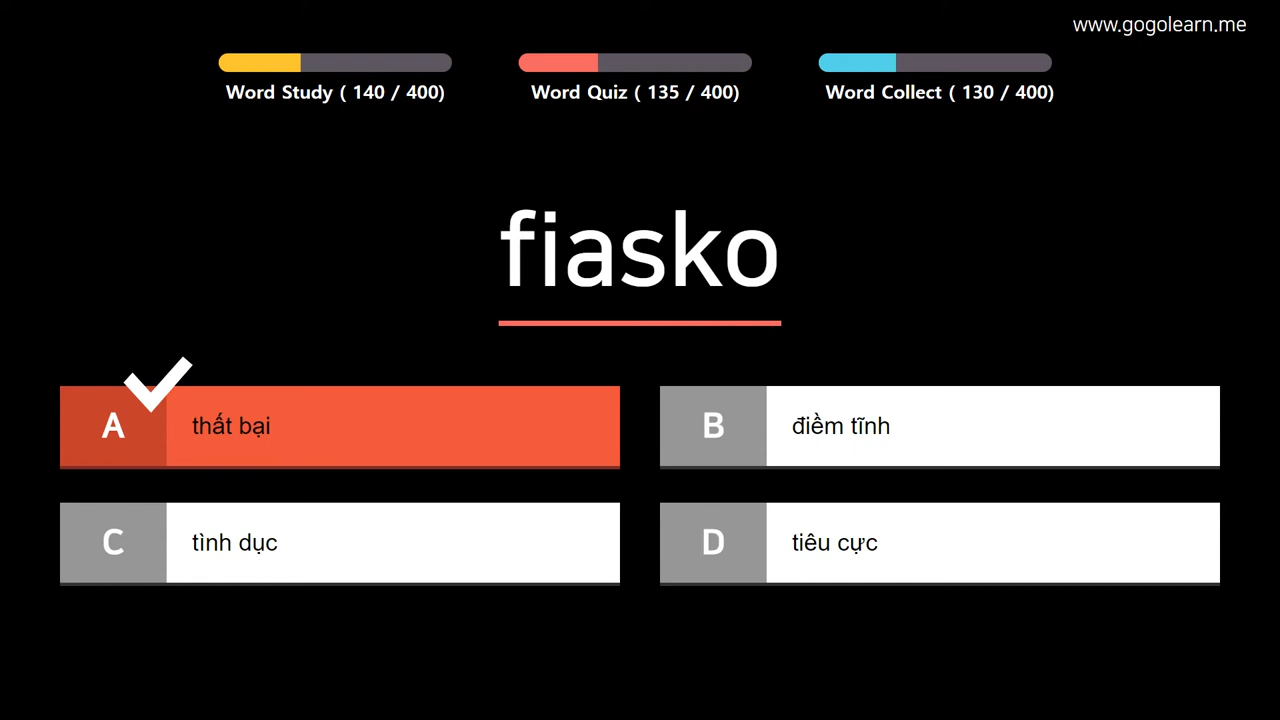 www.gogolearn.me
Word Study ( 140 / 400)
Word Quiz ( 135 / 400)
Word Collect ( 130 / 400)
fiasko
A thất bại
B điềm tĩnh
C tình dục
D tiêu cực